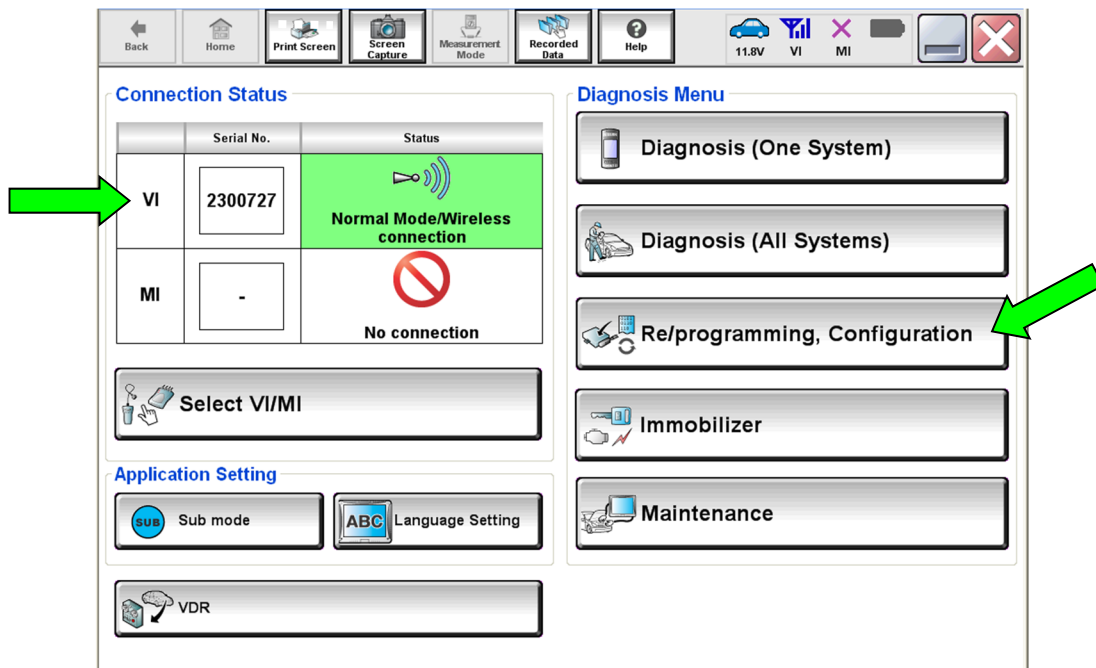 Back
Home
Print Screen
Screen
Capture
Measurement
Mode
Recorded
Data
Help
11.8V
VI
MI
Connection Status
Serial No.
Status
VI
2300727
Normal Mode/Wireless
connection
MI
-
No connection
Select VI/MI
Application Setting
SUB
Sub mode
ABC
Language Setting
VDR
Diagnosis Menu
Diagnosis (One System)
Diagnosis (All Systems)
Re/programming, Configuration
Immobilizer
Maintenance